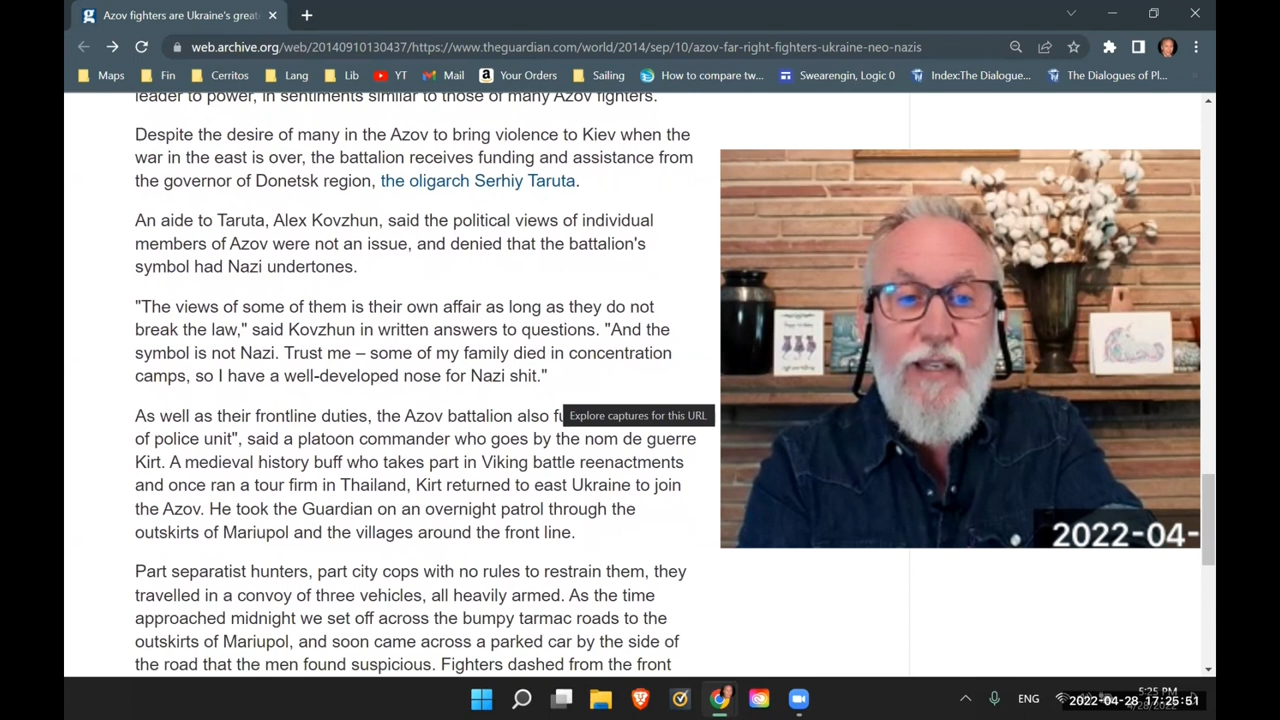 Azov fighters are Ukraine's great
web.archive.org/web/20140910130437/https://www.theguardian.com/world/2014/sep/10/azov-far-right-fighters-ukraine-neo-nazis
Maps Fin Cerritos Lang Lib YT Mail Your Orders Sailing How to compare tw... Swearengin, Logic 0 Index:The Dialogue... The Dialogues of Pl...
leader to power, in sentiments similar to those of many Azov fighters.
Despite the desire of many in the Azov to bring violence to Kiev when the
war in the east is over, the battalion receives funding and assistance from
the governor of Donetsk region, the oligarch Serhiy Taruta.
An aide to Taruta, Alex Kovzhun, said the political views of individual
members of Azov were not an issue, and denied that the battalion's
symbol had Nazi undertones.
"The views of some of them is their own affair as long as they do not
break the law," said Kovzhun in written answers to questions. "And the
symbol is not Nazi. Trust me – some of my family died in concentration
camps, so I have a well-developed nose for Nazi shit."
As well as their frontline duties, the Azov battalion also
Explore captures for this URL
of police unit", said a platoon commander who goes by the nom de guerre
Kirt. A medieval history buff who takes part in Viking battle reenactments
and once ran a tour firm in Thailand, Kirt returned to east Ukraine to join
the Azov. He took the Guardian on an overnight patrol through the
outskirts of Mariupol and the villages around the front line.
Part separatist hunters, part city cops with no rules to restrain them, they
travelled in a convoy of three vehicles, all heavily armed. As the time
approached midnight we set off across the bumpy tarmac roads to the
outskirts of Mariupol, and soon came across a parked car by the side of
the road that the men found suspicious. Fighters dashed from the front
2022-04-
ENG
5:25 PM
2022-04-28 17:25:51